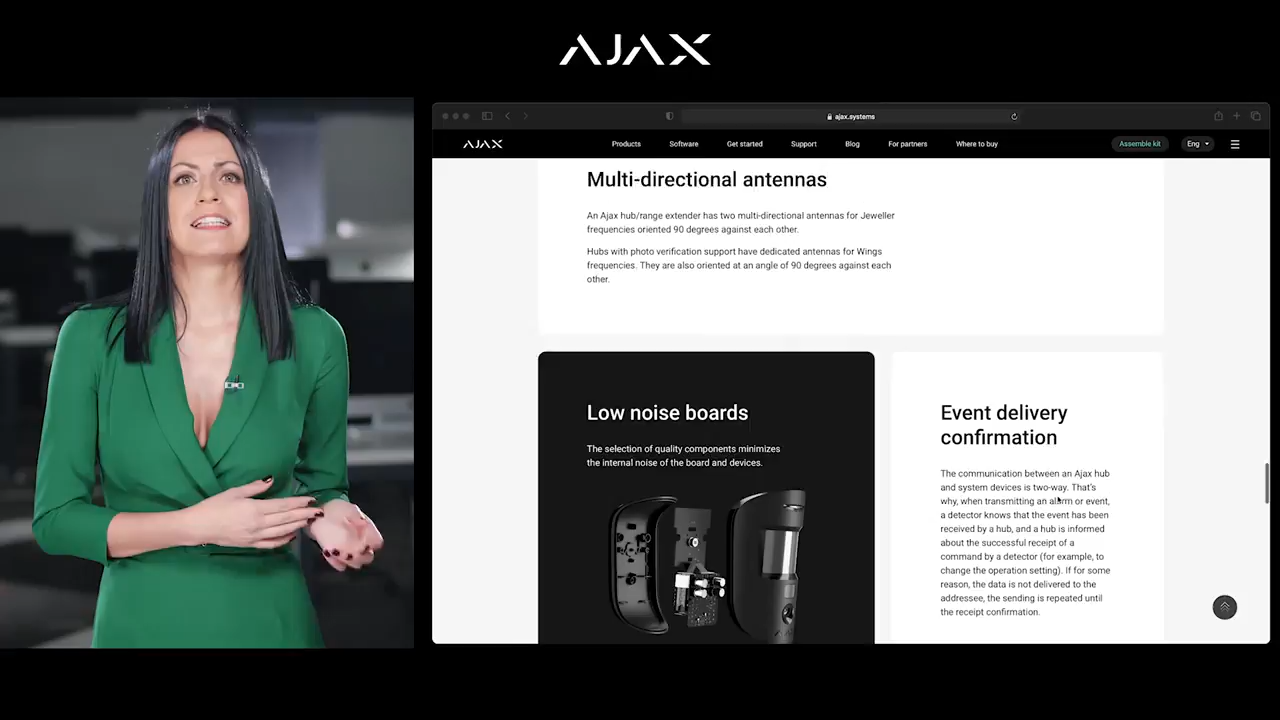 AJAX
ajax.systems
AJAX
Products
Software
Get started
Support
Blog
For partners
Where to buy
Assemble kit
Eng
Multi-directional antennas
An Ajax hub/range extender has two multi-directional antennas for Jeweller
frequencies oriented 90 degrees against each other.
Hubs with photo verification support have dedicated antennas for Wings
frequencies. They are also oriented at an angle of 90 degrees against each
other.
Low noise boards
The selection of quality components minimizes
the internal noise of the board and devices.
Event delivery
confirmation
The communication between an Ajax hub
and system devices is two-way. That's
why, when transmitting an alarm or event,
a detector knows that the event has been
received by a hub, and a hub is informed
about the successful receipt of a
command by a detector (for example, to
change the operation setting). If for some
reason, the data is not delivered to the
addressee, the sending is repeated until
the receipt confirmation.